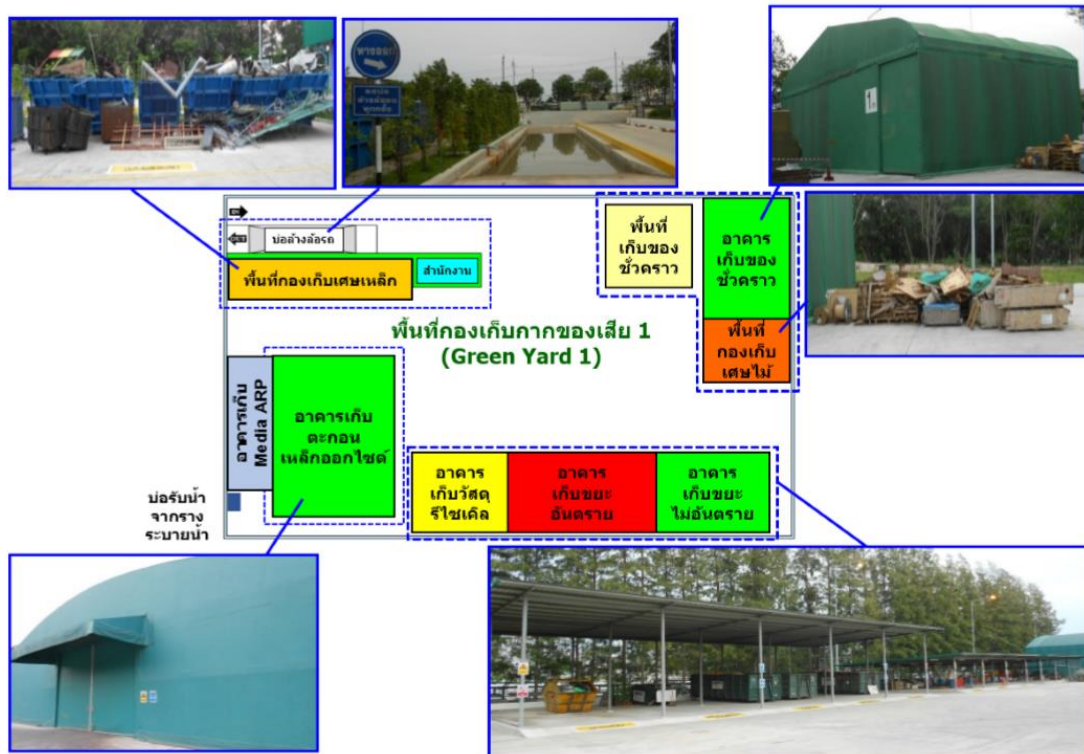 ทางออก
1
IN
OUT
บ่อล้างล้อรถ
พื้นที่กองเก็บเศษเหล็ก
สำนักงาน
พื้นที่
เก็บของ
ชั่วคราว
อาคาร
เก็บของ
ชั่วคราว
พื้นที่
กองเก็บ
เศษไม้
พื้นที่กองเก็บกากของเสีย 1
(Green Yard 1)
อาคารเก็บ
Media ARP
อาคารเก็บ
ตะกอน
เหล็กออกไซด์
อาคาร
เก็บวัสดุ
รีไซเคิล
อาคาร
เก็บขยะ
อันตราย
อาคาร
เก็บขยะ
ไม่อันตราย
บ่อรับน้ำ
จากราง
ระบายน้ำ